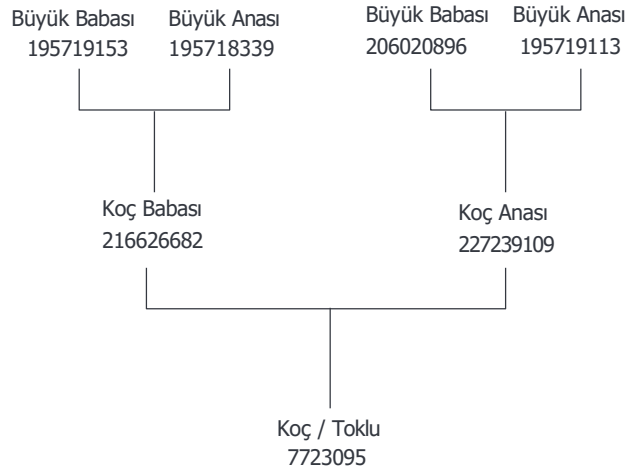 Büyük Babası
195719153
Büyük Anası
195718339
Büyük Babası
206020896
Büyük Anası
195719113
Koç Babası
216626682
Koç Anası
227239109
Koç / Toklu
7723095